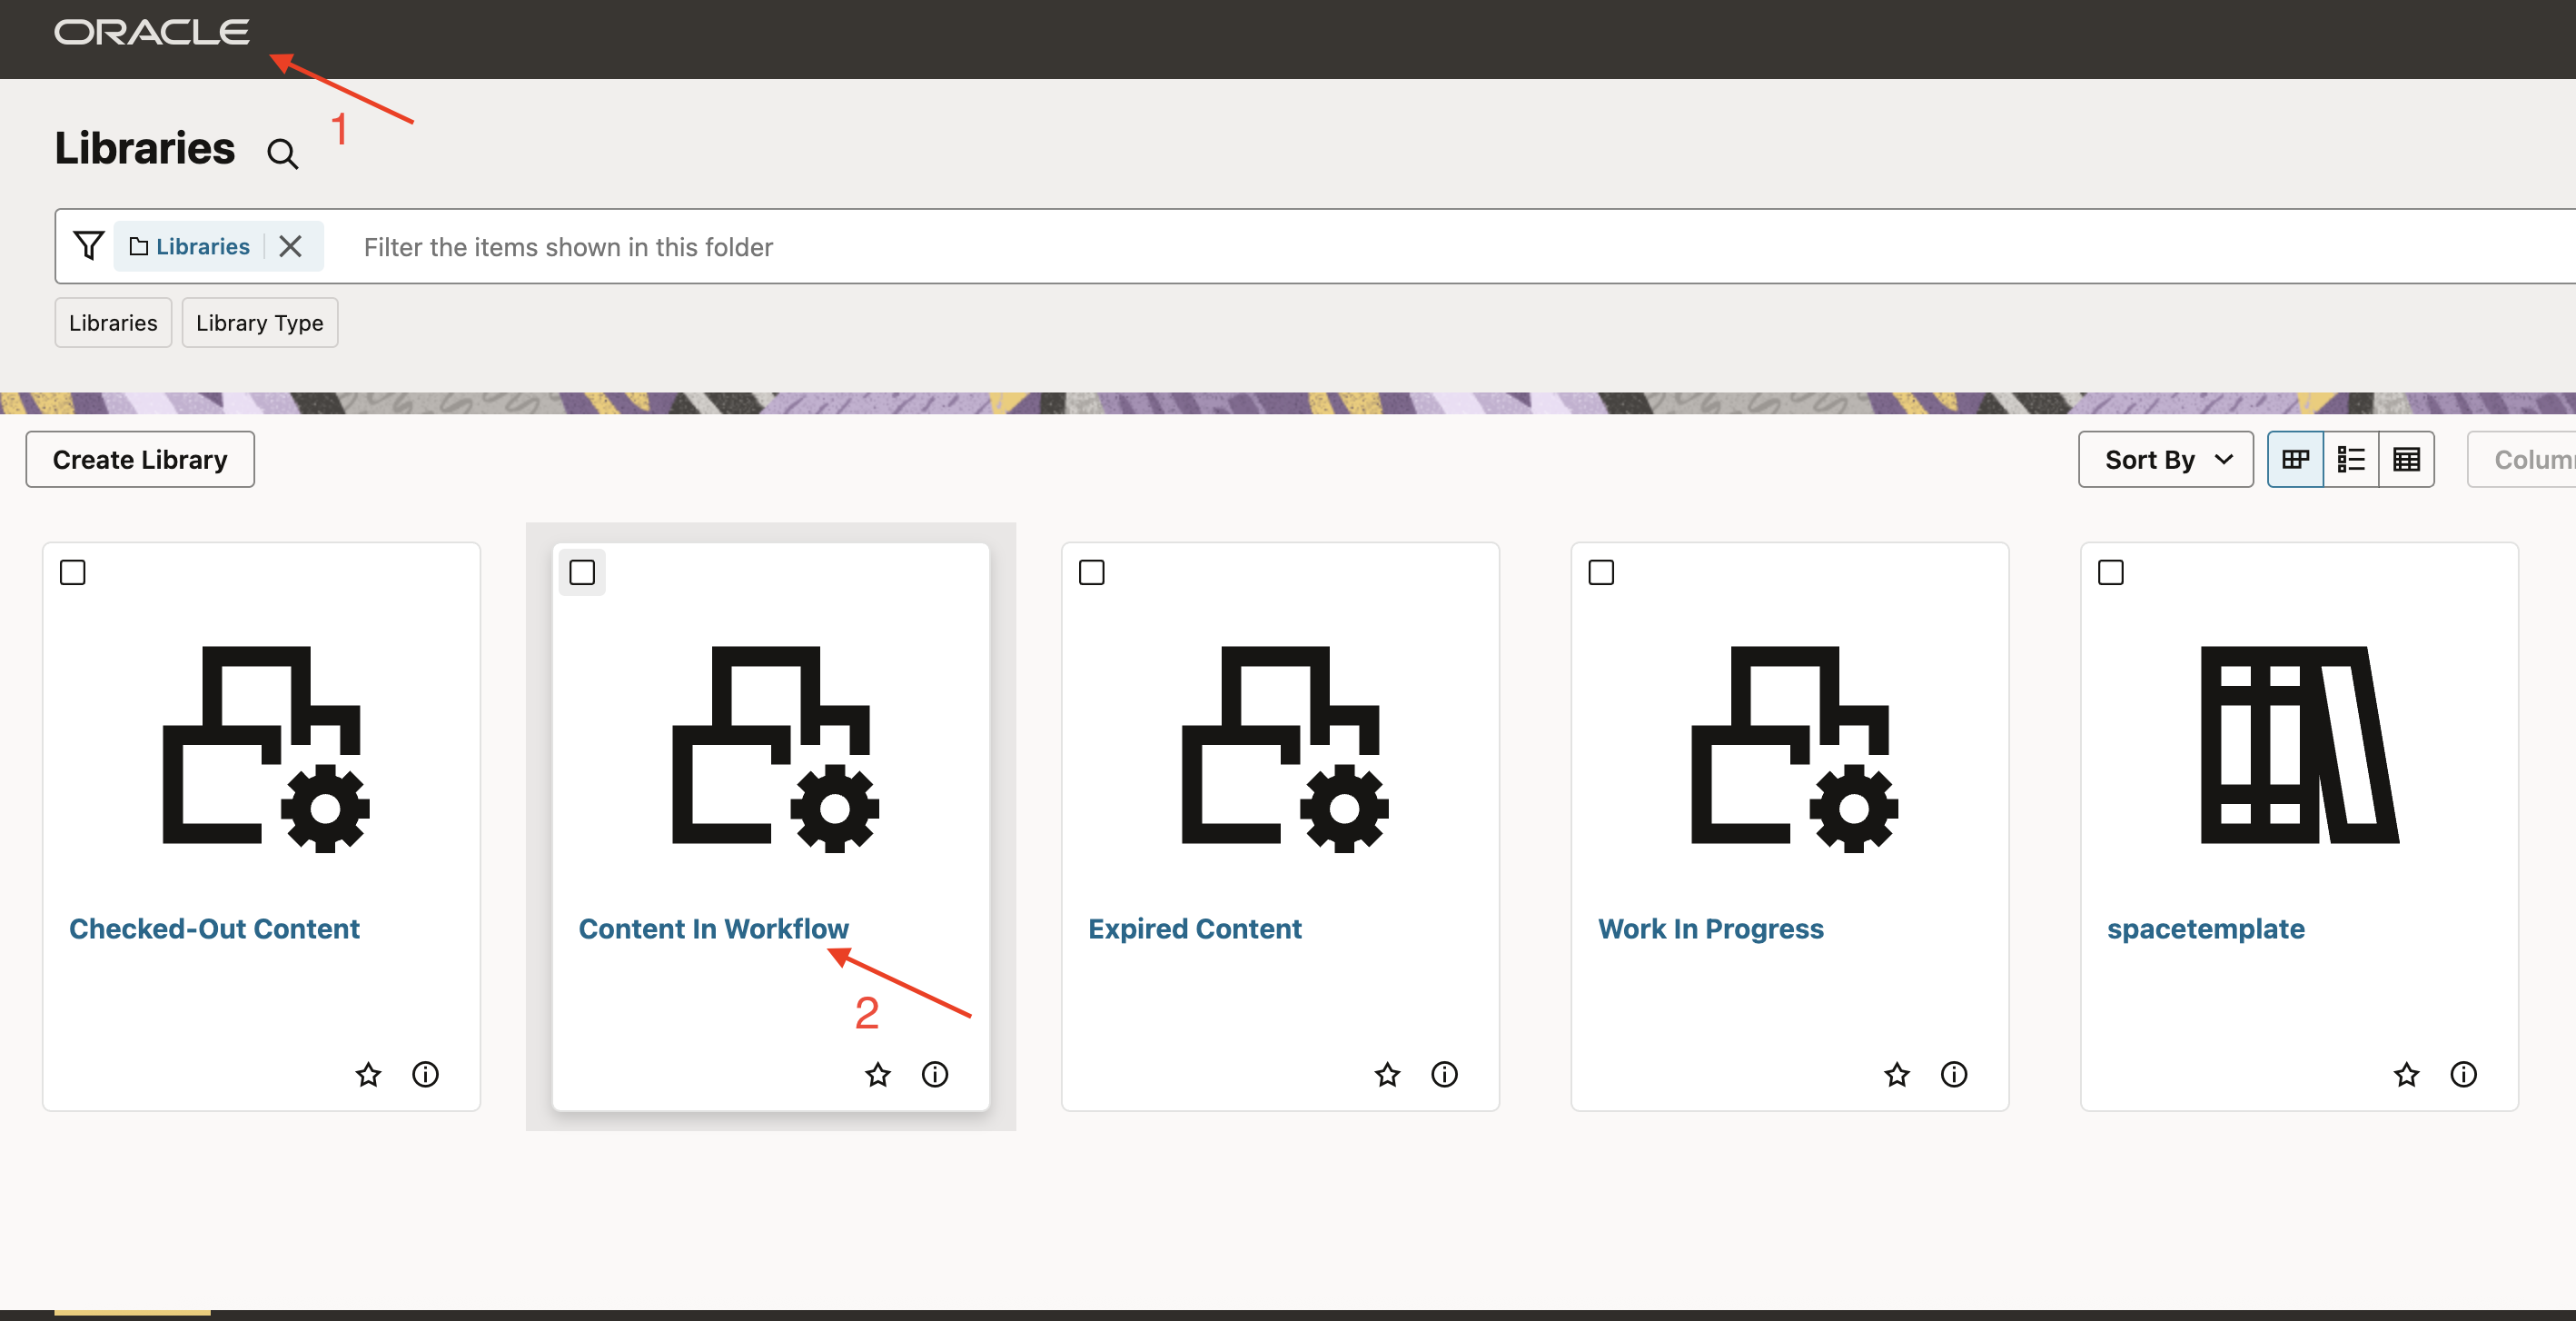 ORACLE
1
Libraries
Libraries
Filter the items shown in this folder
Libraries
Library Type
Create Library
Sort By
Checked-Out Content
Content In Workflow
2
Expired Content
Work In Progress
spacetemplate